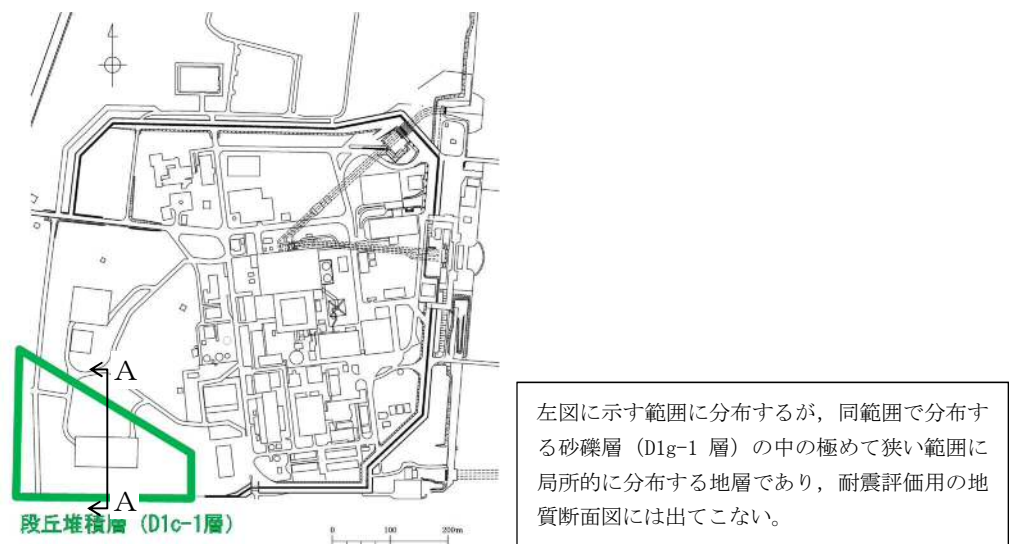 A
A
段丘堆積層 (D1c-1層)
0 100 200m
左図に示す範囲に分布するが，同範囲で分布す
る砂礫層（D1g-1 層）の中の極めて狭い範囲に
局所的に分布する地層であり，耐震評価用の地
質断面図には出てこない。